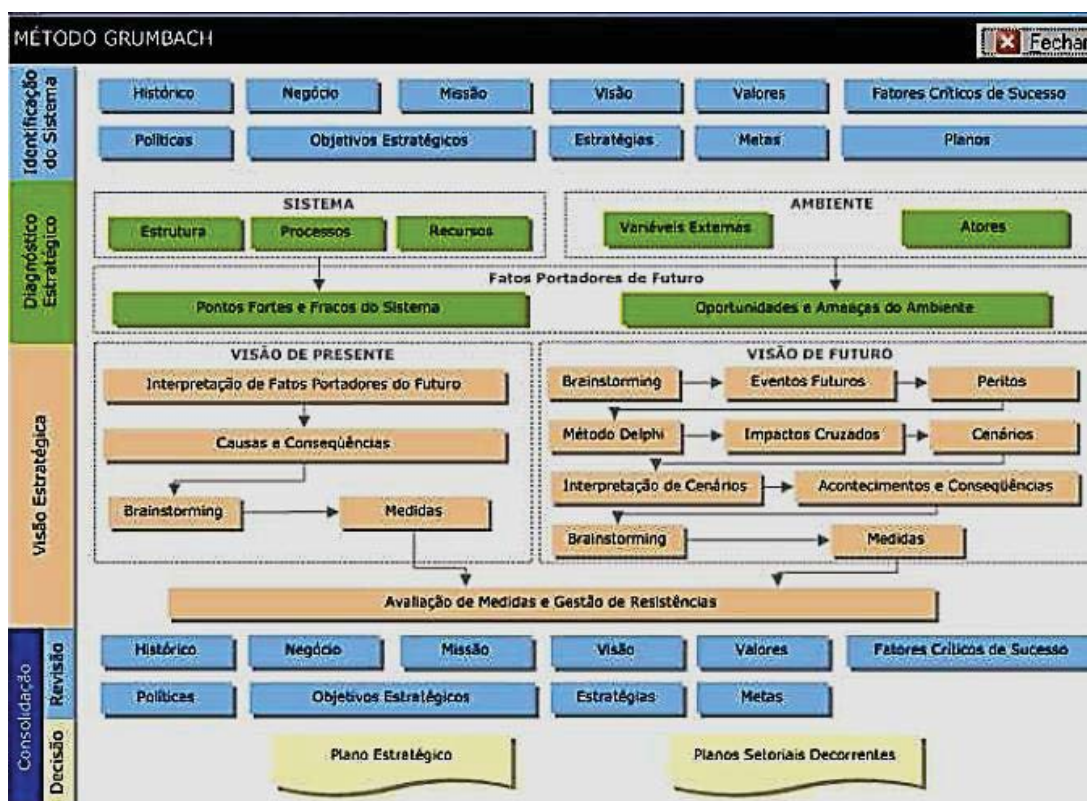 MÉTODO GRUMBACH
Fechar
Identificação do Sistema
Histórico
Negócio
Missão
Visão
Valores
Fatores Críticos de Sucesso
Políticas
Objetivos Estratégicos
Estratégias
Metas
Planos
Diagnóstico Estratégico
SISTEMA
Estrutura
Processos
Recursos
AMBIENTE
Variáveis Externas
Atores
Fatos Portadores de Futuro
Pontos Fortes e Fracos do Sistema
Oportunidades e Ameaças do Ambiente
Visão Estratégica
VISÃO DE PRESENTE
Interpretação de Fatos Portadores do Futuro
Causas e Conseqüências
Brainstorming
Medidas
VISÃO DE FUTURO
Brainstorming
Eventos Futuros
Peritos
Método Delphi
Impactos Cruzados
Cenários
Interpretação de Cenários
Acontecimentos e Conseqüências
Brainstorming
Medidas
Avaliação de Medidas e Gestão de Resistências
Consolidação
Revisão
Histórico
Negócio
Missão
Visão
Valores
Fatores Críticos de Sucesso
Políticas
Objetivos Estratégicos
Estratégias
Metas
Decisão
Plano Estratégico
Planos Setoriais Decorrentes